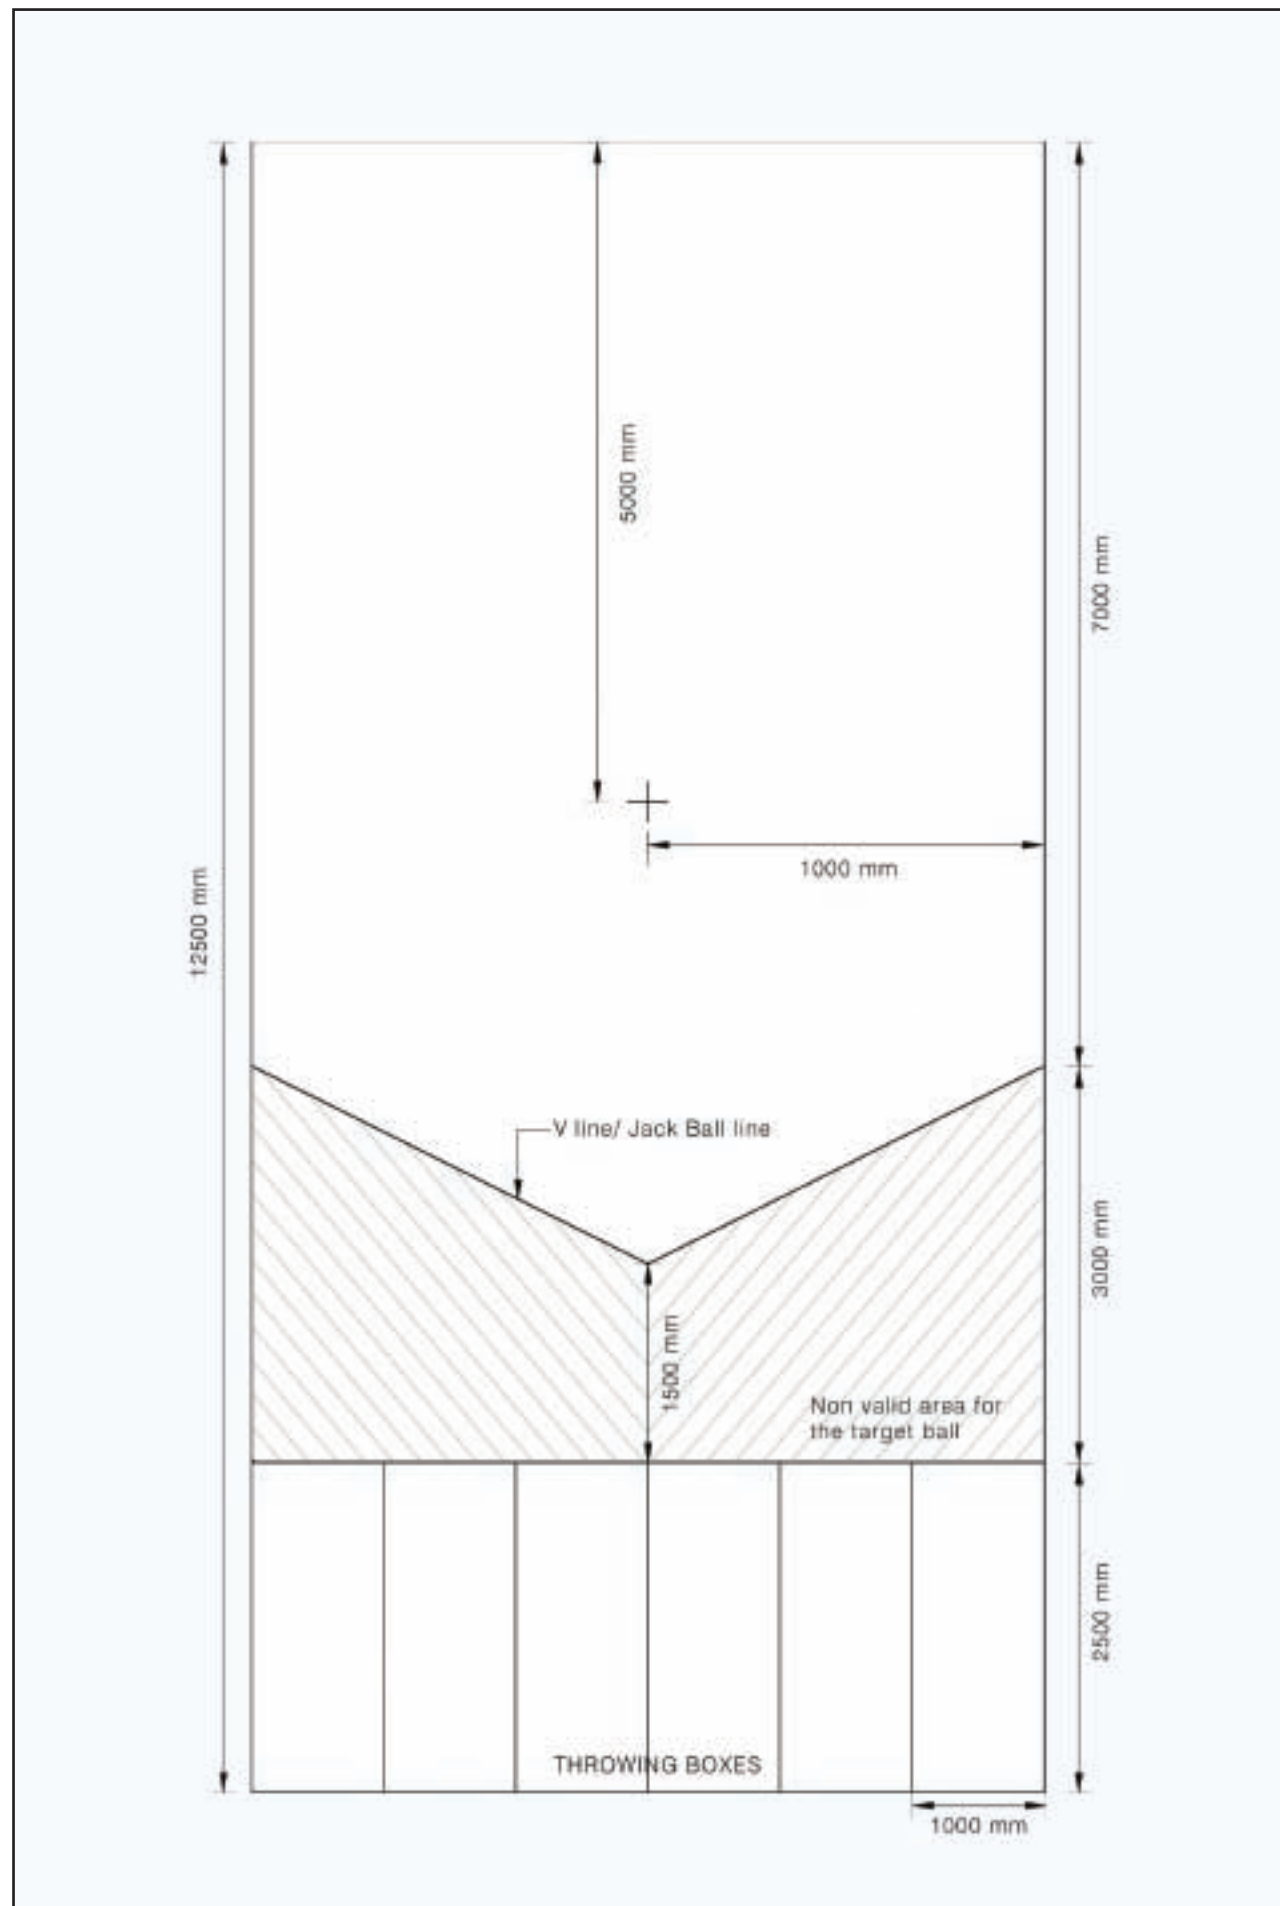 5000 mm
7000 mm
1000 mm
12500 mm
V line/ Jack Ball line
3000 mm
1500 mm
Non valid area for
the target ball
2500 mm
THROWING BOXES
1000 mm